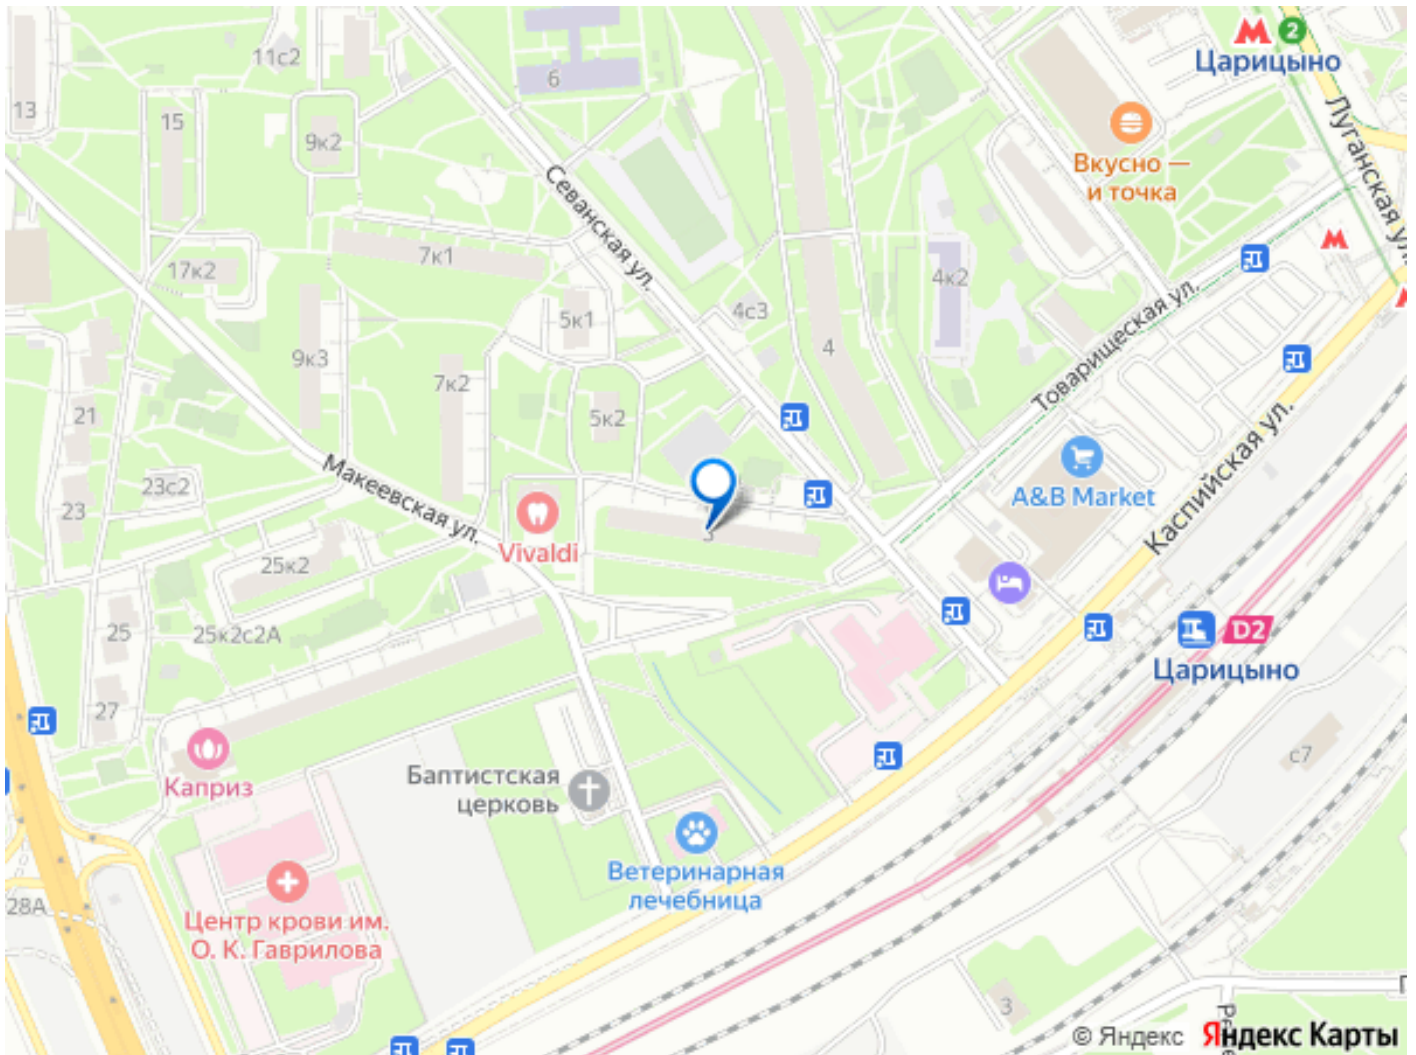 2
Царицыно
11с2
6
13
15
9к2
Вкусно —
и точка
Луганская ул.
Севанская ул.
7к1
17к2
4к2
4с3
5к1
Товарищеская ул.
4
9к3
7к2
21
5к2
A&B Market
Каспийская ул.
23с2
Макеевская ул.
23
3
Vivaldi
25к2
25
25к2с2А
D2
Царицыно
27
с7
Каприз
Баптистская
церковь
Ветеринарная
лечебница
28А
Центр крови им.
О. К. Гаврилова
3
© Яндекс Яндекс Карты